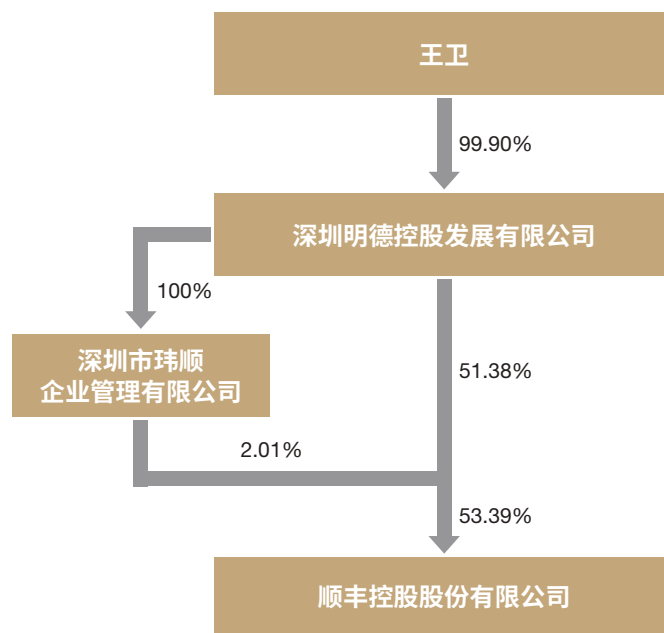 王卫
99.90%
深圳明德控股发展有限公司
100%
深圳市玮顺
企业管理有限公司
51.38%
2.01%
53.39%
顺丰控股股份有限公司